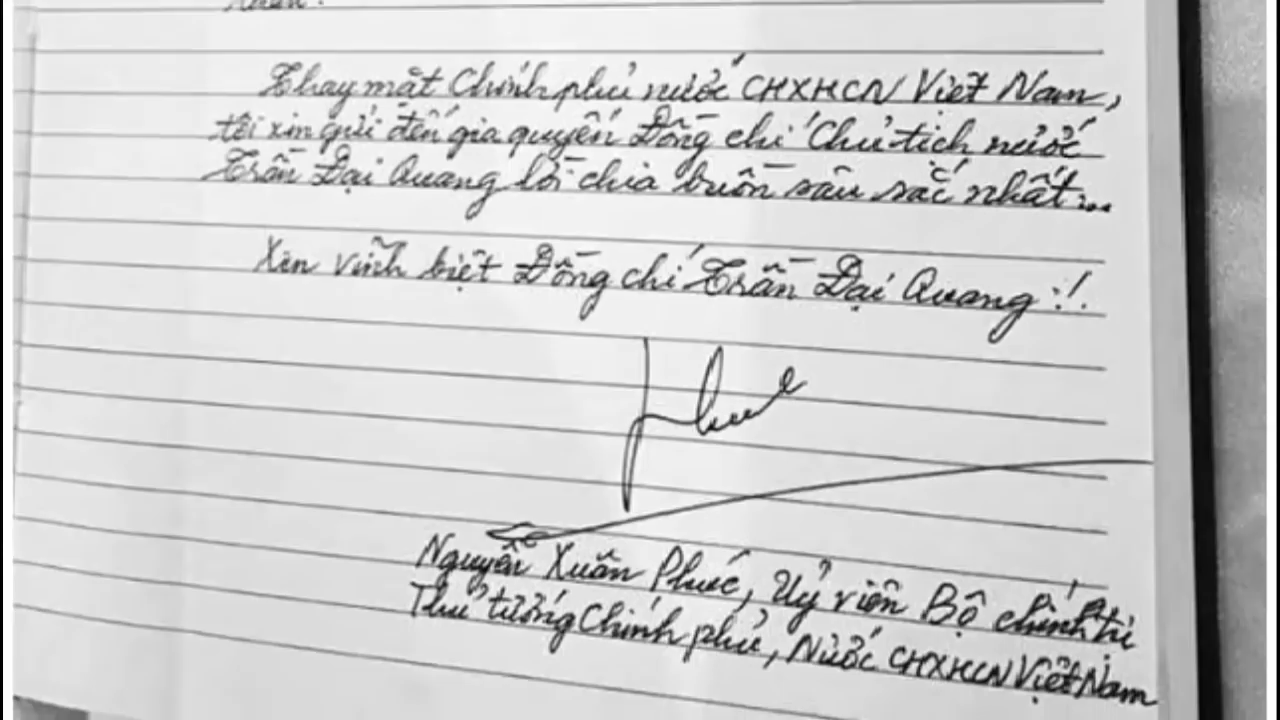 Thay mặt Chính phủ nước CHXHCN Việt Nam,
tôi xin gửi đến gia quyến Đồng chí Chủ tịch nước
Trần Đại Quang lời chia buồn sâu sắc nhất...
Xin vĩnh biệt Đồng chí Trần Đại Quang !.
Phúc
Nguyễn Xuân Phúc, Uỷ viên Bộ chính trị
Thủ tướng Chính phủ, Nước CHXHCN Việt Nam